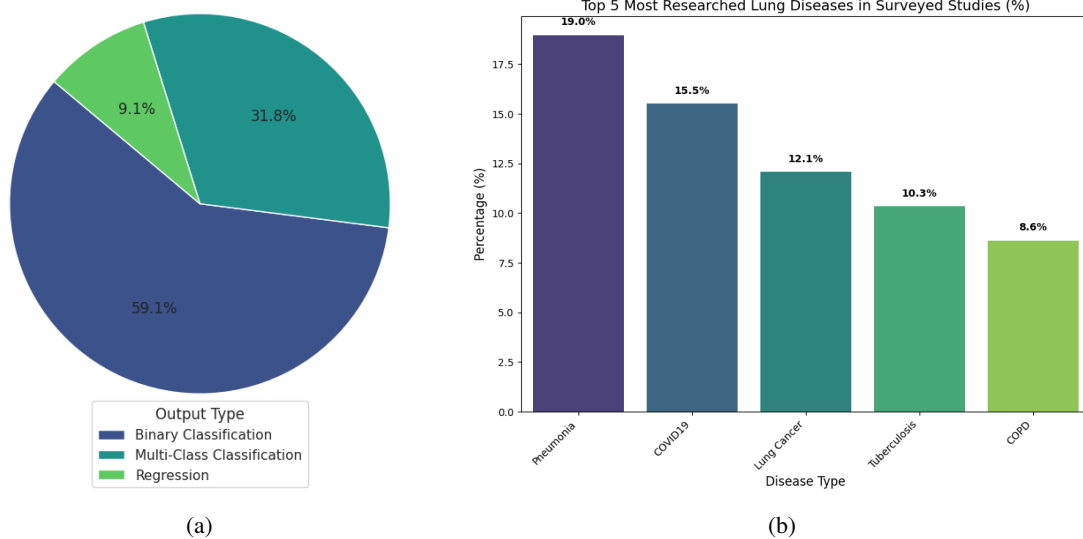 9.1%
31.8%
59.1%
Output Type
Binary Classification
Multi-Class Classification
Regression
(a)
Top 5 Most Researched Lung Diseases in Surveyed Studies (%)
19.0%
15.5%
12.1%
10.3%
8.6%
Percentage (%)
17.5
15.0
12.5
10.0
7.5
5.0
2.5
0.0
Pneumonia
COVID19
Lung Cancer
Tuberculosis
COPD
Disease Type
(b)